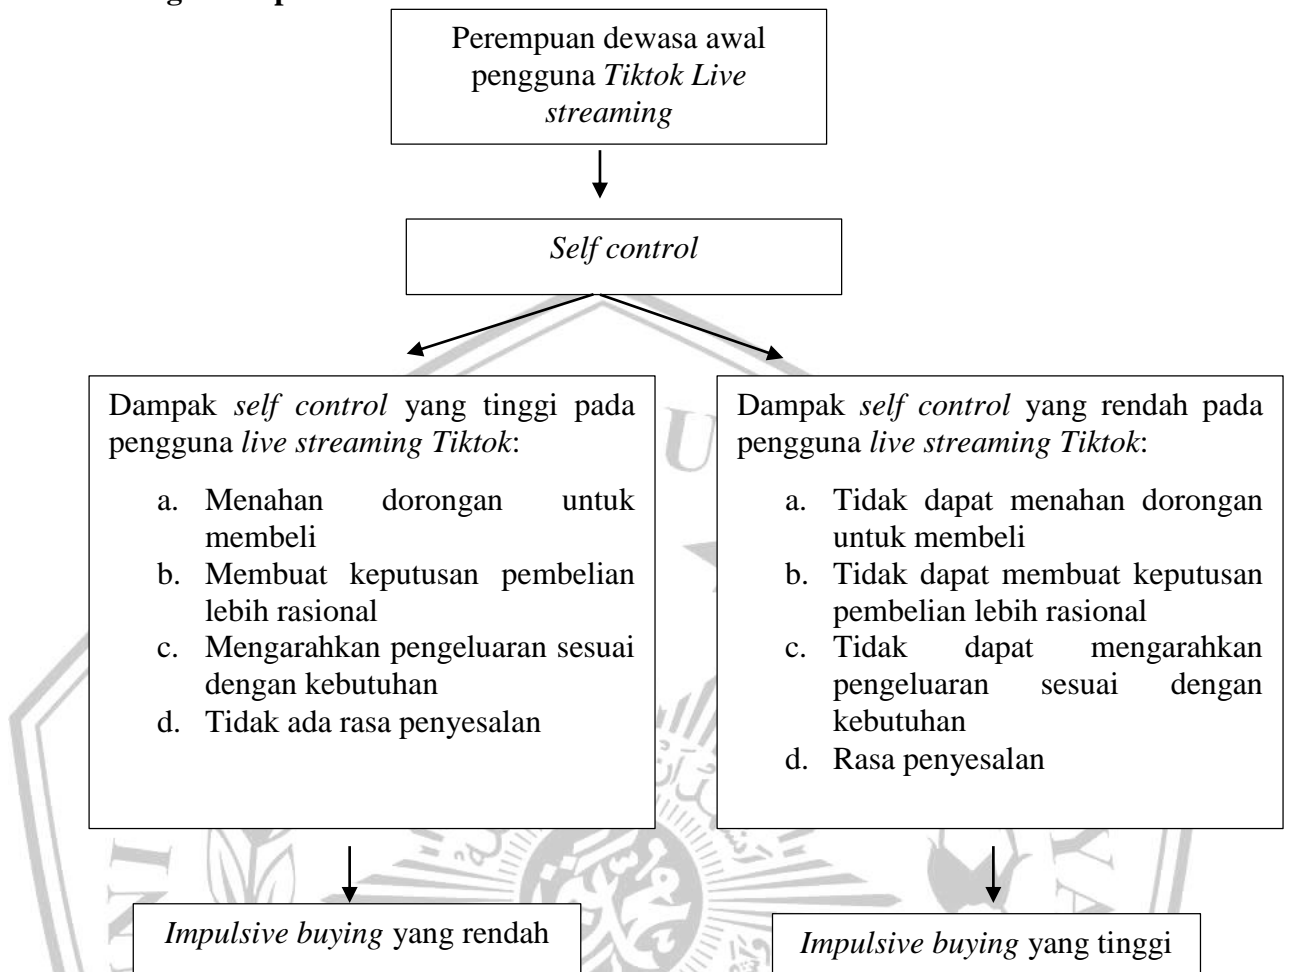 Perempuan dewasa awal
pengguna Tiktok Live
streaming
Self control
Dampak self control yang tinggi pada
pengguna live streaming Tiktok:
a. Menahan dorongan untuk
membeli
b. Membuat keputusan pembelian
lebih rasional
c. Mengarahkan pengeluaran sesuai
dengan kebutuhan
d. Tidak ada rasa penyesalan
Dampak self control yang rendah pada
pengguna live streaming Tiktok:
a. Tidak dapat menahan dorongan
untuk membeli
b. Tidak dapat membuat keputusan
pembelian lebih rasional
c. Tidak dapat mengarahkan
pengeluaran sesuai dengan
kebutuhan
d. Rasa penyesalan
Impulsive buying yang rendah
Impulsive buying yang tinggi